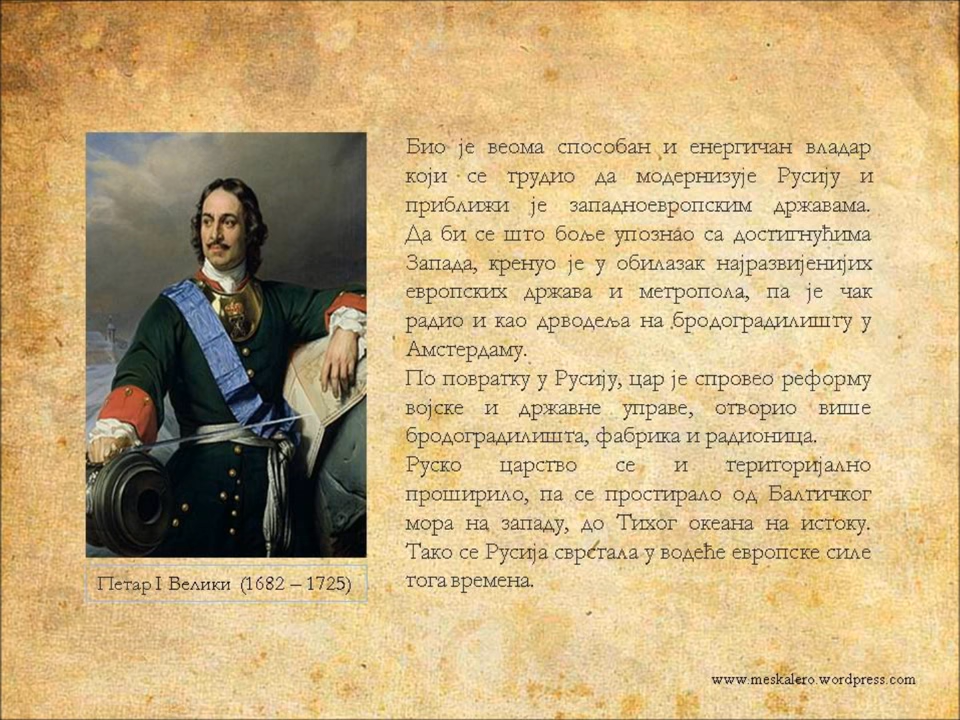 Био је веома способан и енергичан владар
који се трудио да модернизује Русију и
приближи је западноевропским државама.
Да би се што боље упознао са достигнућима
Запада, кренуо је у обилазак најразвијенијих
европских држава и метропола, па је чак
радио и као дрводеља на бродоградилишту у
Амстердаму.
По повратку у Русију, цар је спровео реформу
војске и државне управе, отворио више
бродоградилишта, фабрика и радионица.
Руско царство се и територијално
проширило, па се простирало од Балтичког
мора на западу, до Тихог океана на истоку.
Тако се Русија сврстала у водеће европске силе
тога времена.
Петар I Велики (1682 – 1725)
www.meskalero.wordpress.com